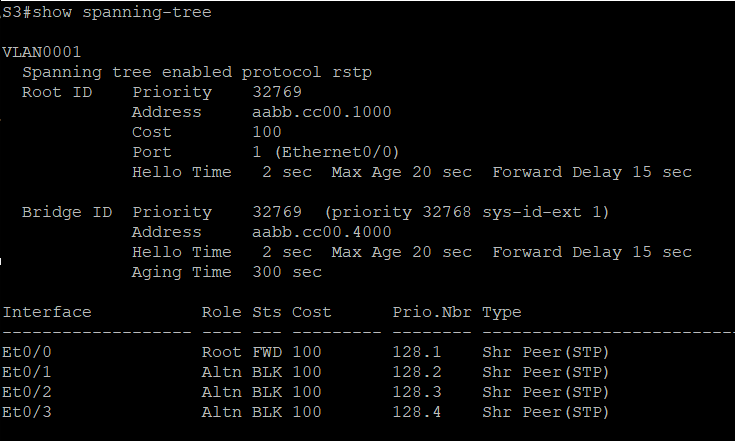 S3#show spanning-tree
VLAN0001
Spanning tree enabled protocol rstp
Root ID Priority 32769
Address aabb.cc00.1000
Cost 100
Port 1 (Ethernet0/0)
Hello Time 2 sec Max Age 20 sec Forward Delay 15 sec
Bridge ID Priority 32769 (priority 32768 sys-id-ext 1)
Address aabb.cc00.4000
Hello Time 2 sec Max Age 20 sec Forward Delay 15 sec
Aging Time 300 sec
Interface Role Sts Cost Prio.Nbr Type
------------------- ---- --- --------- -------- --------------------------
Et0/0 Root FWD 100 128.1 Shr Peer(STP)
Et0/1 Altn BLK 100 128.2 Shr Peer(STP)
Et0/2 Altn BLK 100 128.3 Shr Peer(STP)
Et0/3 Altn BLK 100 128.4 Shr Peer(STP)